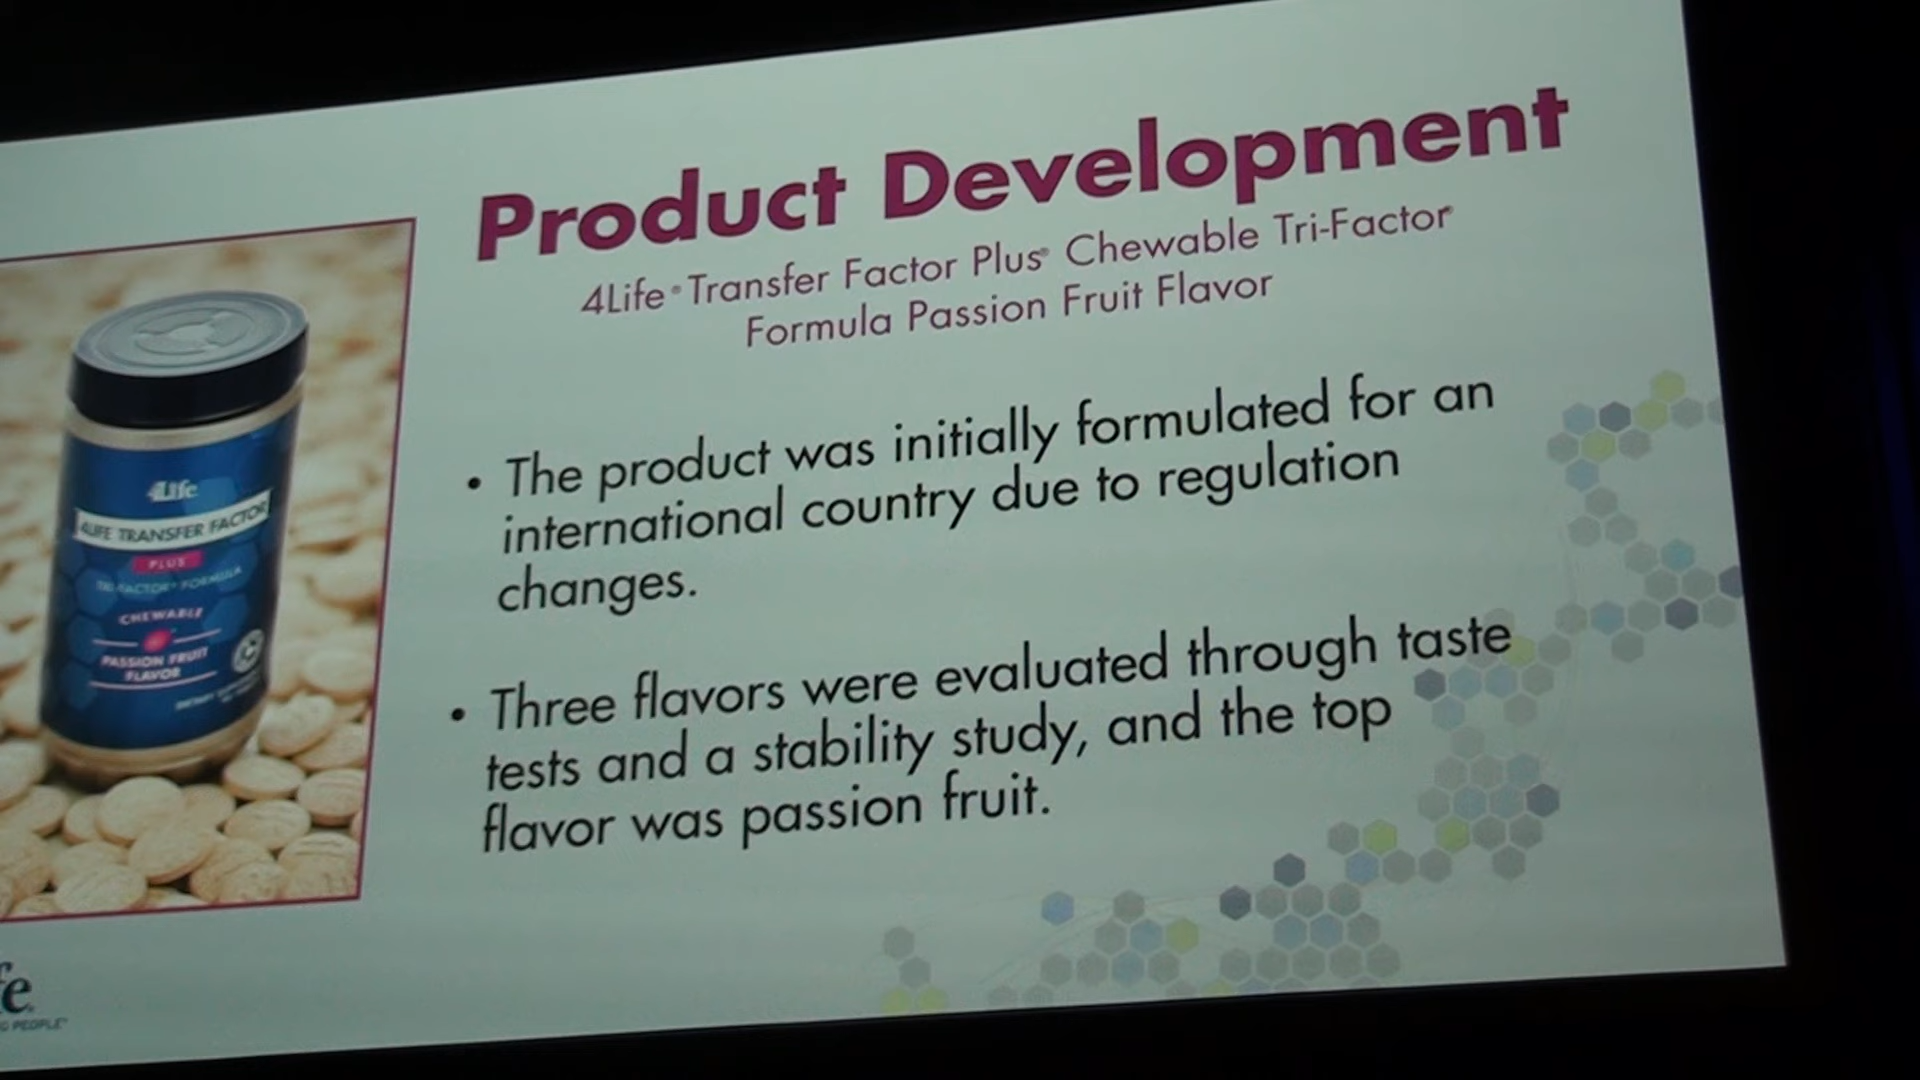 Product Development
4Life® Transfer Factor Plus® Chewable Tri-Factor®
Formula Passion Fruit Flavor
• The product was initially formulated for an
international country due to regulation
changes.
• Three flavors were evaluated through taste
tests and a stability study, and the top
flavor was passion fruit.
4Life
4LIFE TRANSFER FACTOR
PLUS
TRI-FACTOR® FORMULA
CHEWABLE
PASSION FRUIT
FLAVOR
fe
G PEOPLE™